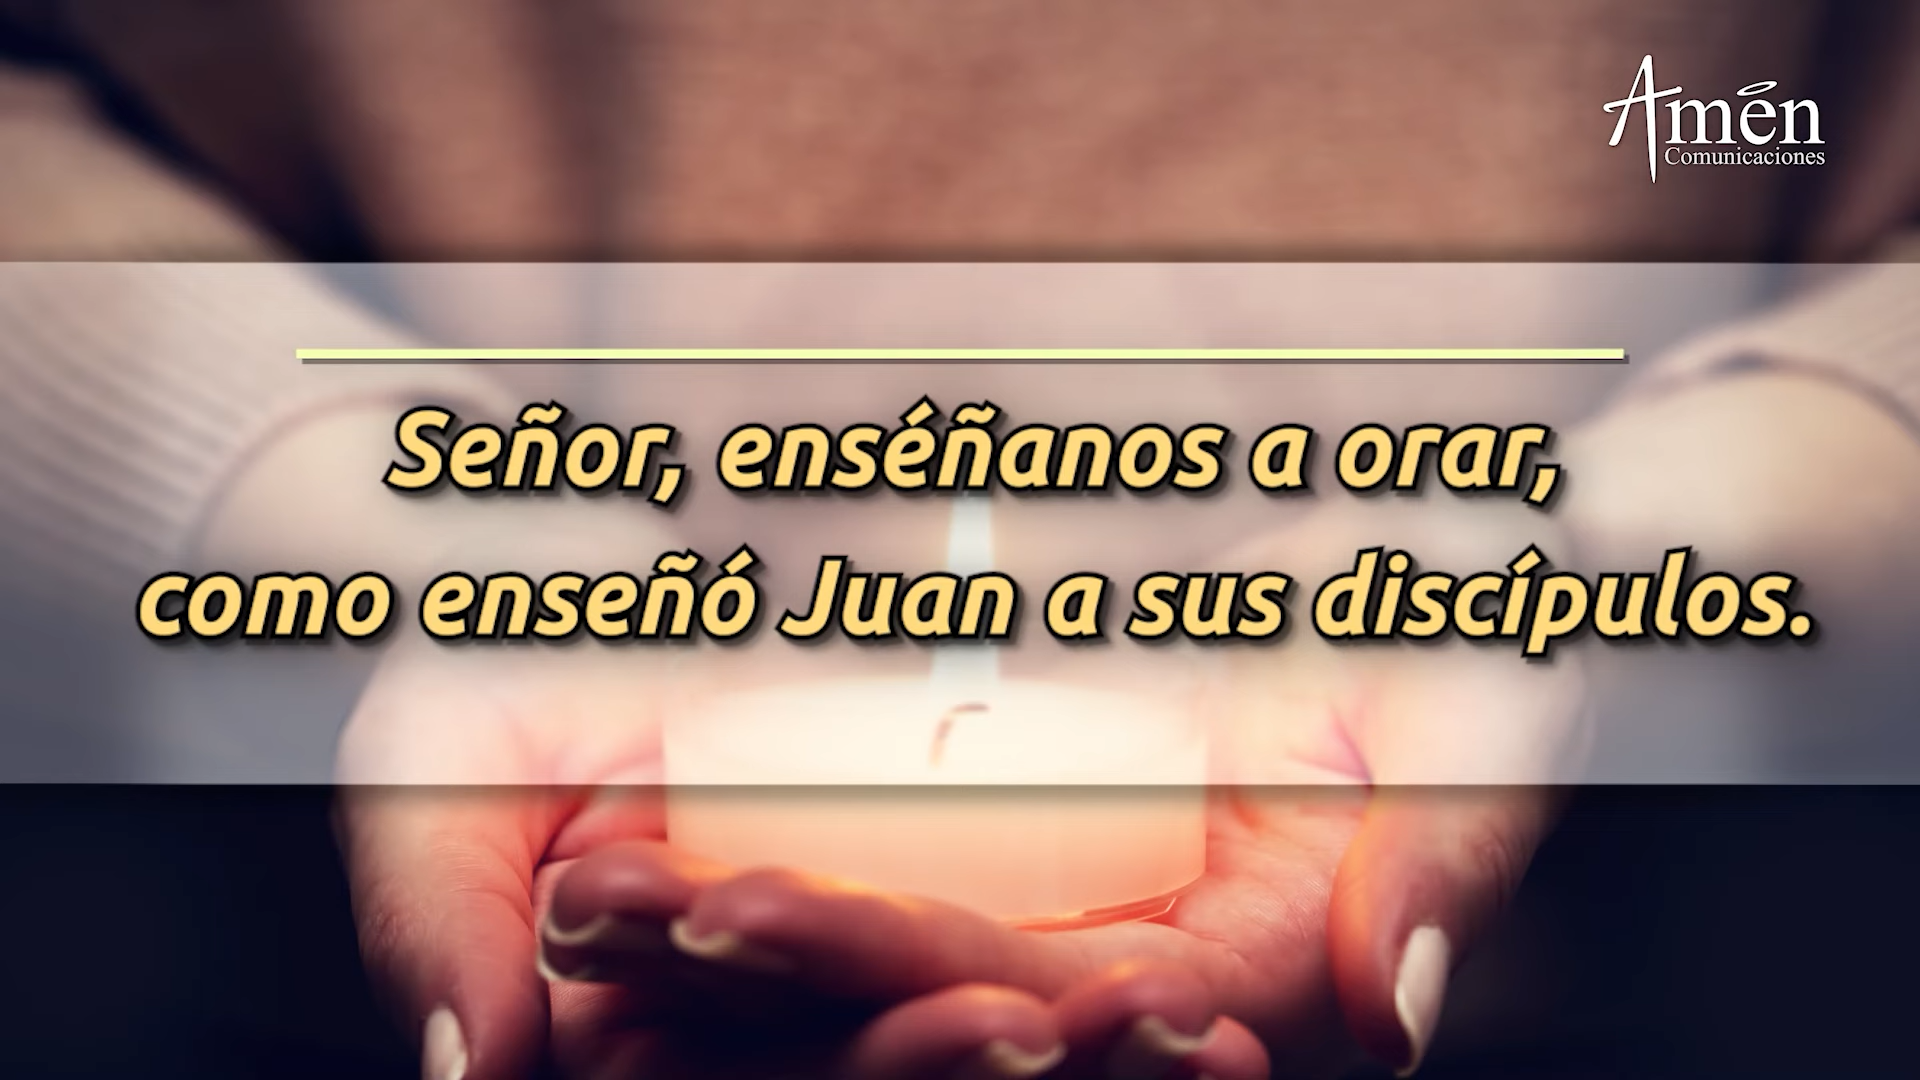 Amén
Comunicaciones
Señor, enséñanos a orar,
como enseñó Juan a sus discípulos.